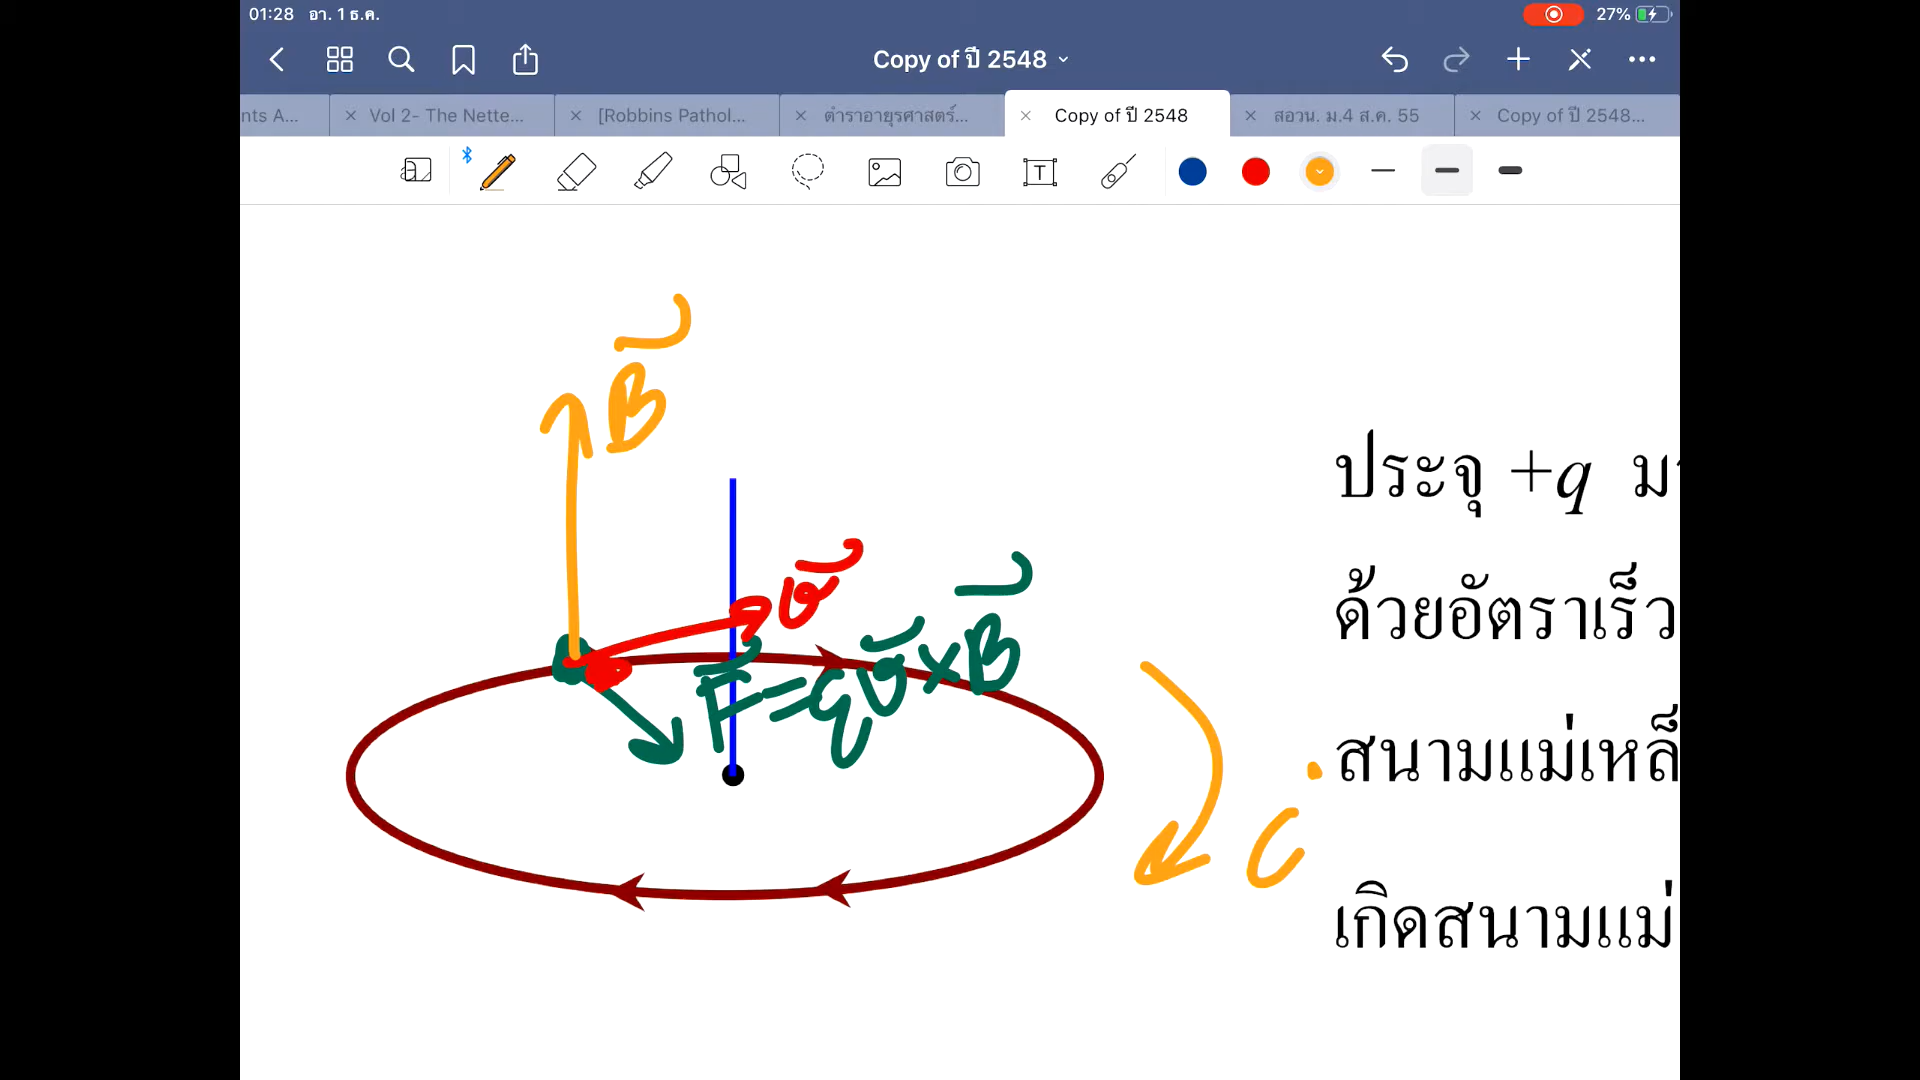 01:28 อา. 1 ธ.ค.
27%
Copy of ปี 2548
nts A...
Vol 2- The Nette...
[Robbins Pathol...
ตำราอายุรศาสตร์...
Copy of ปี 2548
สอวน. ม.4 ส.ค. 55
Copy of ปี 2548...
T
B
v
F = qv × B
ประจุ +q
ด้วยอัตราเร็ว
สนามแม่เหล็
C
เกิดสนามแม่